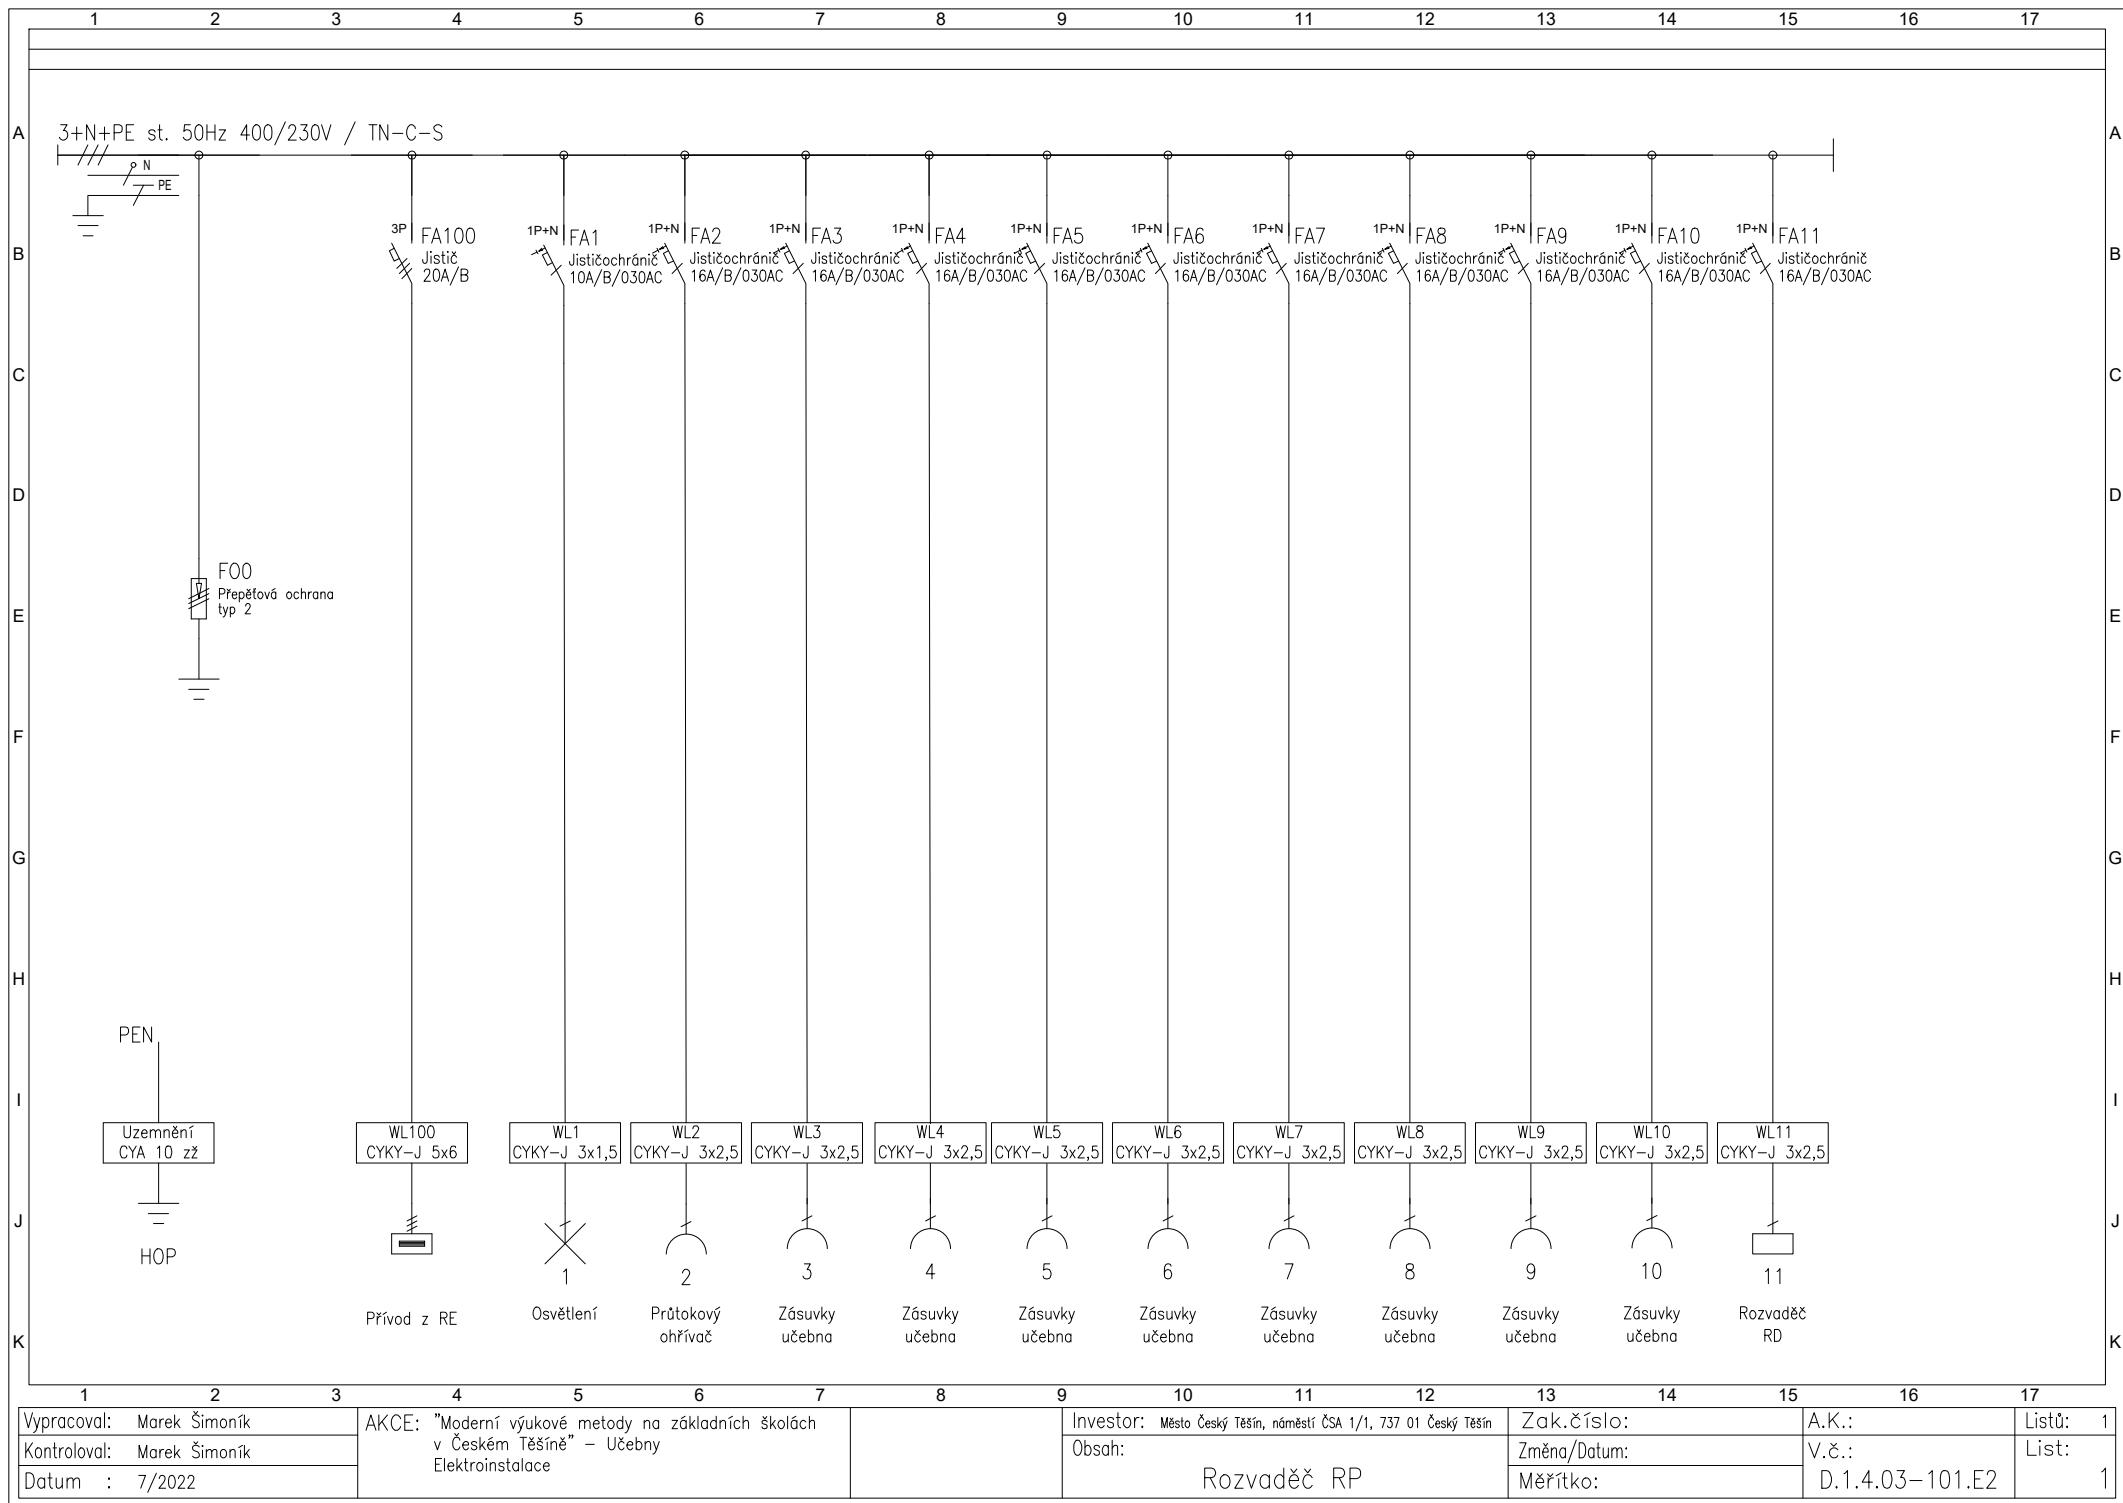 1 2 3 4 5 6 7 8 9 10 11 12 13 14 15 16 17
A 3+N+PE st. 50Hz 400/230V / TN-C-S A
N
PE
3P FA100 1P+N FA1 1P+N FA2 1P+N FA3 1P+N FA4 1P+N FA5 1P+N FA6 1P+N FA7 1P+N FA8 1P+N FA9 1P+N FA10 1P+N FA11
B Jistič Jističochránič Jističochránič Jističochránič Jističochránič Jističochránič Jističochránič Jističochránič Jističochránič Jističochránič Jističochránič Jističochránič B
20A/B 10A/B/030AC 16A/B/030AC 16A/B/030AC 16A/B/030AC 16A/B/030AC 16A/B/030AC 16A/B/030AC 16A/B/030AC 16A/B/030AC 16A/B/030AC 16A/B/030AC
C C
D D
F00
Přepěťová ochrana
typ 2
E E
F F
G G
H H
PEN
I I
Uzemnění WL100 WL1 WL2 WL3 WL4 WL5 WL6 WL7 WL8 WL9 WL10 WL11
CYA 10 zž CYKY-J 5x6 CYKY-J 3x1,5 CYKY-J 3x2,5 CYKY-J 3x2,5 CYKY-J 3x2,5 CYKY-J 3x2,5 CYKY-J 3x2,5 CYKY-J 3x2,5 CYKY-J 3x2,5 CYKY-J 3x2,5 CYKY-J 3x2,5 CYKY-J 3x2,5
J J
HOP
1 2 3 4 5 6 7 8 9 10 11
Přívod z RE Osvětlení Průtokový Zásuvky Zásuvky Zásuvky Zásuvky Zásuvky Zásuvky Zásuvky Zásuvky Rozvaděč
ohřívač učebna učebna učebna učebna učebna učebna učebna učebna RD
K K
1 2 3 4 5 6 7 8 9 10 11 12 13 14 15 16 17
Vypracoval: Marek Šimoník
Kontroloval: Marek Šimoník
Datum : 7/2022
AKCE: "Moderní výukové metody na základních školách
v Českém Těšíně" – Učebny
Elektroinstalace
Investor: Město Český Těšín, náměstí ČSA 1/1, 737 01 Český Těšín
Obsah:
Rozvaděč RP
Zak.číslo:
Změna/Datum:
Měřítko:
A.K.:
V.č.:
D.1.4.03-101.E2
Listů: 1
List:
1